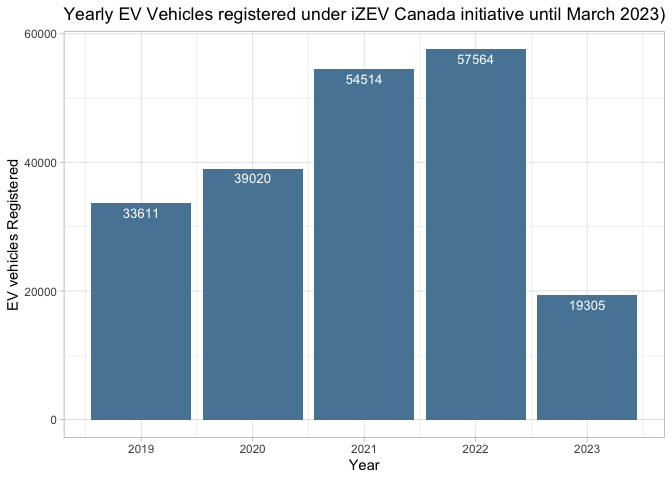 Yearly EV Vehicles registered under iZEV Canada initiative until March 2023)
60000
57564
54514
40000
39020
33611
EV vehicles Registered
20000
19305
0
2019 2020 2021 2022 2023
Year